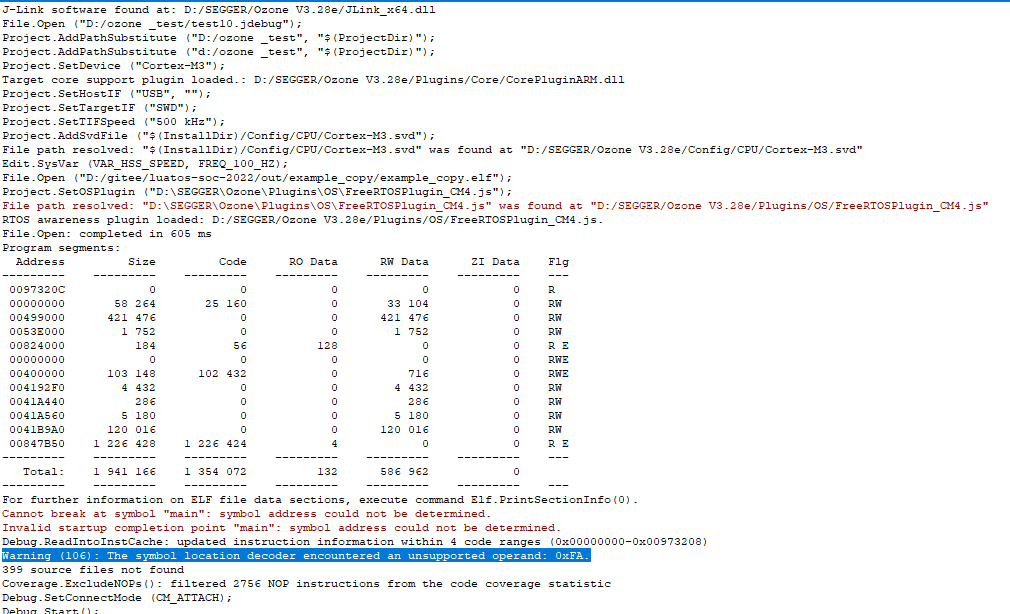 J-Link software found at: D:/SEGGER/Ozone V3.28e/JLink_x64.dll
File.Open ("D:/ozone _test/test10.jdebug");
Project.AddPathSubstitute ("D:/ozone _test", "$(ProjectDir)");
Project.AddPathSubstitute ("d:/ozone _test", "$(ProjectDir)");
Project.SetDevice ("Cortex-M3");
Target core support plugin loaded.: D:/SEGGER/Ozone V3.28e/Plugins/Core/CorePluginARM.dll
Project.SetHostIF ("USB", "");
Project.SetTargetIF ("SWD");
Project.SetTIFSpeed ("500 kHz");
Project.AddSvdFile ("$(InstallDir)/Config/CPU/Cortex-M3.svd");
File path resolved: "$(InstallDir)/Config/CPU/Cortex-M3.svd" was found at "D:/SEGGER/Ozone V3.28e/Config/CPU/Cortex-M3.svd"
Edit.SysVar (VAR_HSS_SPEED, FREQ_100_HZ);
File.Open ("D:/gitee/luatos-soc-2022/out/example_copy/example_copy.elf");
Project.SetOSPlugin ("D:\SEGGER\Ozone\Plugins\OS\FreeRTOSPlugin_CM4.js");
File path resolved: "D:\SEGGER\Ozone\Plugins\OS\FreeRTOSPlugin_CM4.js" was found at "D:/SEGGER/Ozone V3.28e/Plugins/OS/FreeRTOSPlugin_CM4.js"
RTOS awareness plugin loaded: D:/SEGGER/Ozone V3.28e/Plugins/OS/FreeRTOSPlugin_CM4.js.
File.Open: completed in 605 ms
Program segments:
Address Size Code RO Data RW Data ZI Data Flg
--------- --------- --------- --------- --------- --------- ---
0097320C 0 0 0 0 0 R
00000000 58 264 25 160 0 33 104 0 RW
00499000 421 476 0 0 421 476 0 RW
0053E000 1 752 0 0 1 752 0 RW
00824000 184 56 128 0 0 R E
00000000 0 0 0 0 0 RWE
00400000 103 148 102 432 0 716 0 RWE
004192F0 4 432 0 0 4 432 0 RW
0041A440 286 0 0 286 0 RW
0041A560 5 180 0 0 5 180 0 RW
0041B9A0 120 016 0 0 120 016 0 RW
00847B50 1 226 428 1 226 424 4 0 0 R E
--------- --------- --------- --------- --------- --------- ---
Total: 1 941 166 1 354 072 132 586 962 0
--------- --------- --------- --------- --------- --------- ---
For further information on ELF file data sections, execute command Elf.PrintSectionInfo(0).
Cannot break at symbol "main": symbol address could not be determined.
Invalid startup completion point "main": symbol address could not be determined.
Debug.ReadIntoInstCache: updated instruction information within 4 code ranges (0x00000000-0x00973208)
Warning (106): The symbol location decoder encountered an unsupported operand: 0xFA.
399 source files not found
Coverage.ExcludeNOPs(): filtered 2756 NOP instructions from the code coverage statistic
Debug.SetConnectMode (CM_ATTACH);
Debug.Start();